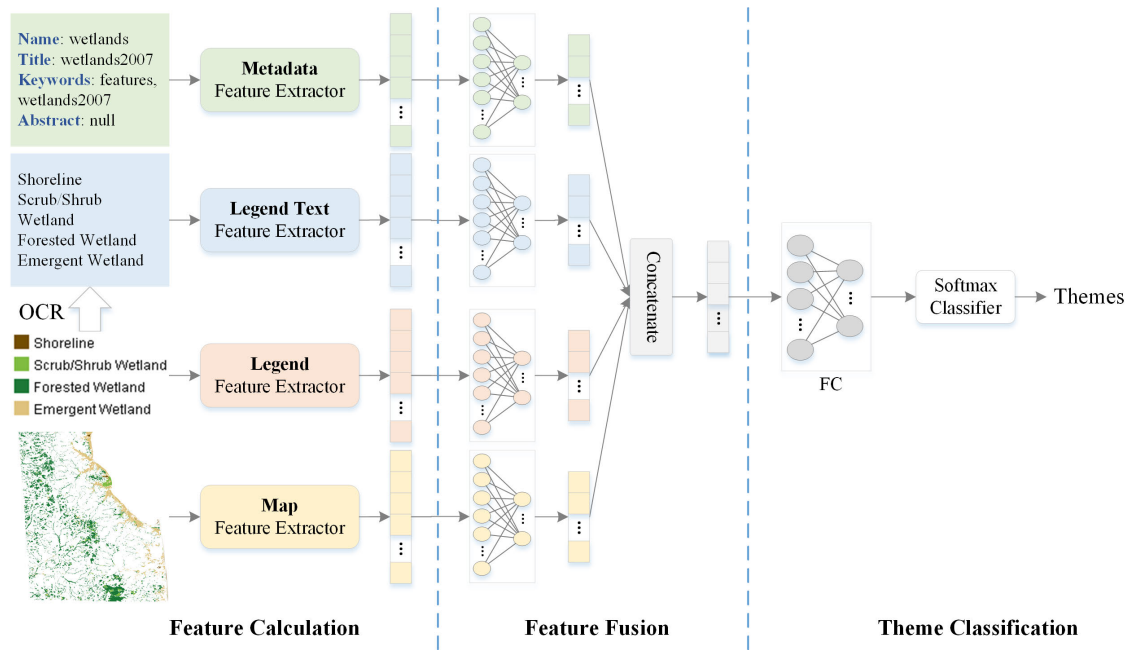 Name: wetlands
Title: wetlands2007
Keywords: features,
wetlands2007
Abstract: null
Metadata
Feature Extractor
Shoreline
Scrub/Shrub
Wetland
Forested Wetland
Emergent Wetland
Legend Text
Feature Extractor
OCR
Shoreline
Scrub/Shrub Wetland
Forested Wetland
Emergent Wetland
Legend
Feature Extractor
Map
Feature Extractor
Concatenate
FC
Softmax
Classifier
Themes
Feature Calculation
Feature Fusion
Theme Classification